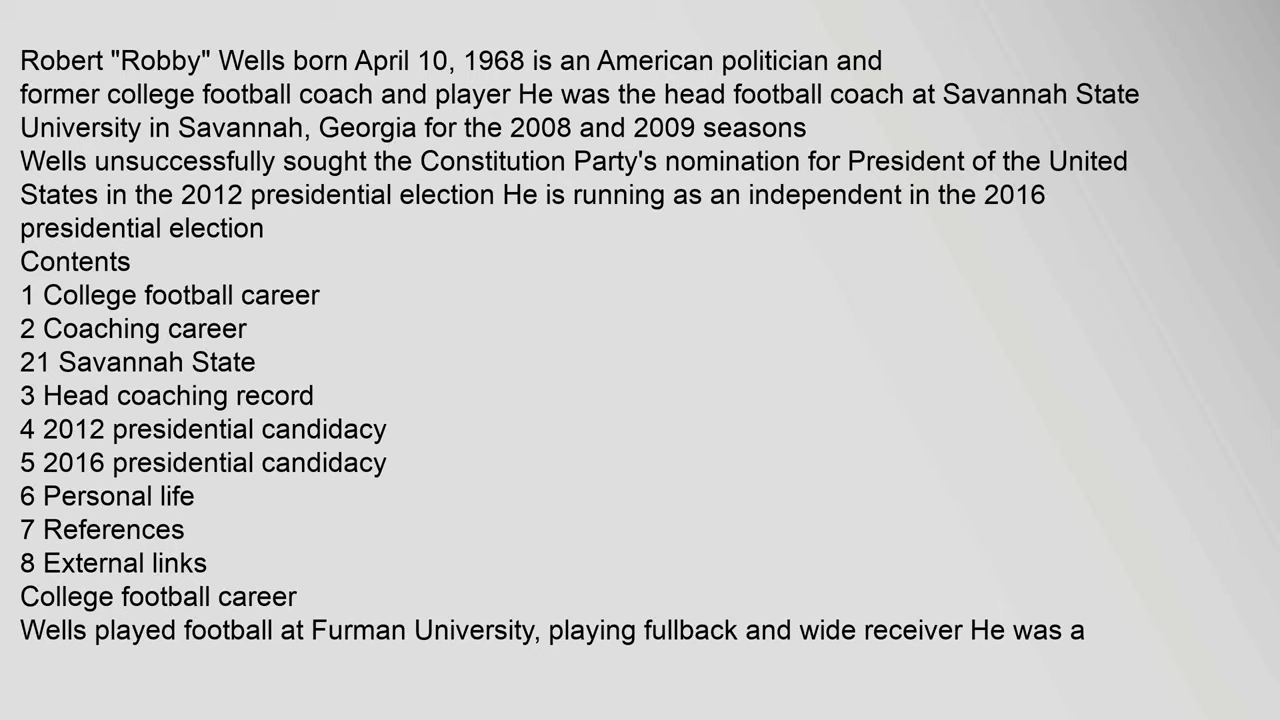 Robert "Robby" Wells born April 10, 1968 is an American politician and
former college football coach and player He was the head football coach at Savannah State
University in Savannah, Georgia for the 2008 and 2009 seasons
Wells unsuccessfully sought the Constitution Party's nomination for President of the United
States in the 2012 presidential election He is running as an independent in the 2016
presidential election
Contents
1 College football career
2 Coaching career
21 Savannah State
3 Head coaching record
4 2012 presidential candidacy
5 2016 presidential candidacy
6 Personal life
7 References
8 External links
College football career
Wells played football at Furman University, playing fullback and wide receiver He was a